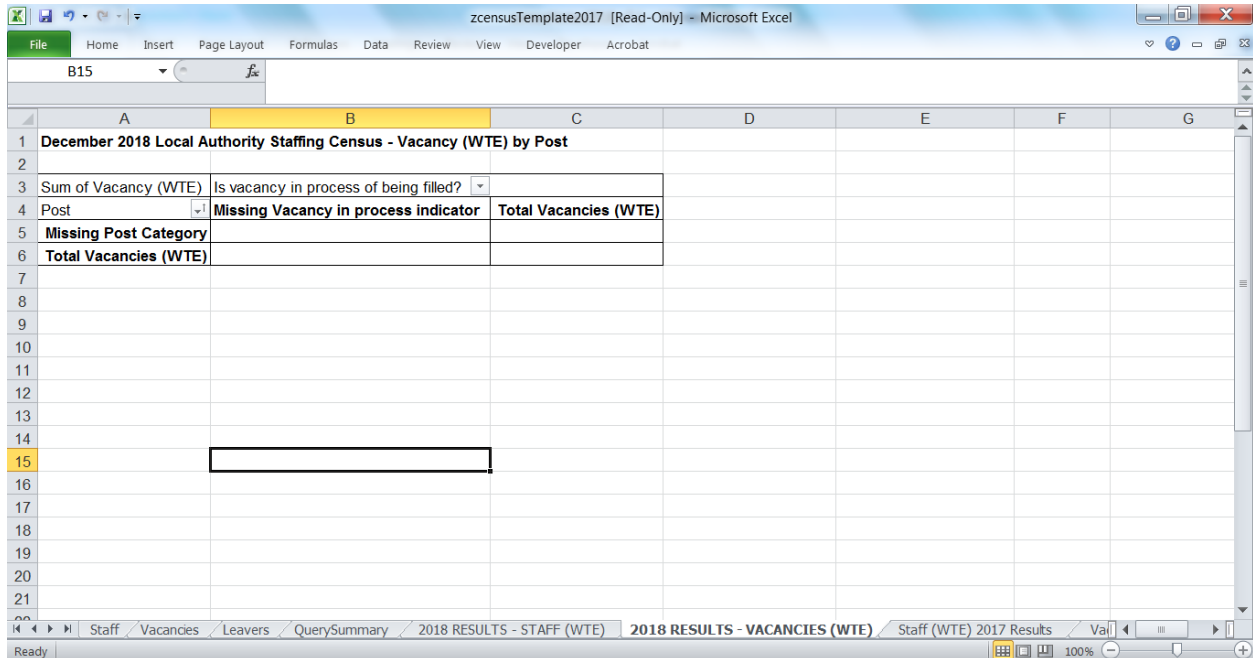 zcensusTemplate2017 [Read-Only] - Microsoft Excel
File Home Insert Page Layout Formulas Data Review View Developer Acrobat
B15 fx
A B C D E F G
1 December 2018 Local Authority Staffing Census - Vacancy (WTE) by Post
2
3 Sum of Vacancy (WTE) Is vacancy in process of being filled?
4 Post Missing Vacancy in process indicator Total Vacancies (WTE)
5 Missing Post Category
6 Total Vacancies (WTE)
7
8
9
10
11
12
13
14
15
16
17
18
19
20
21
Staff Vacancies Leavers QuerySummary 2018 RESULTS - STAFF (WTE) 2018 RESULTS - VACANCIES (WTE) Staff (WTE) 2017 Results
Ready 100%